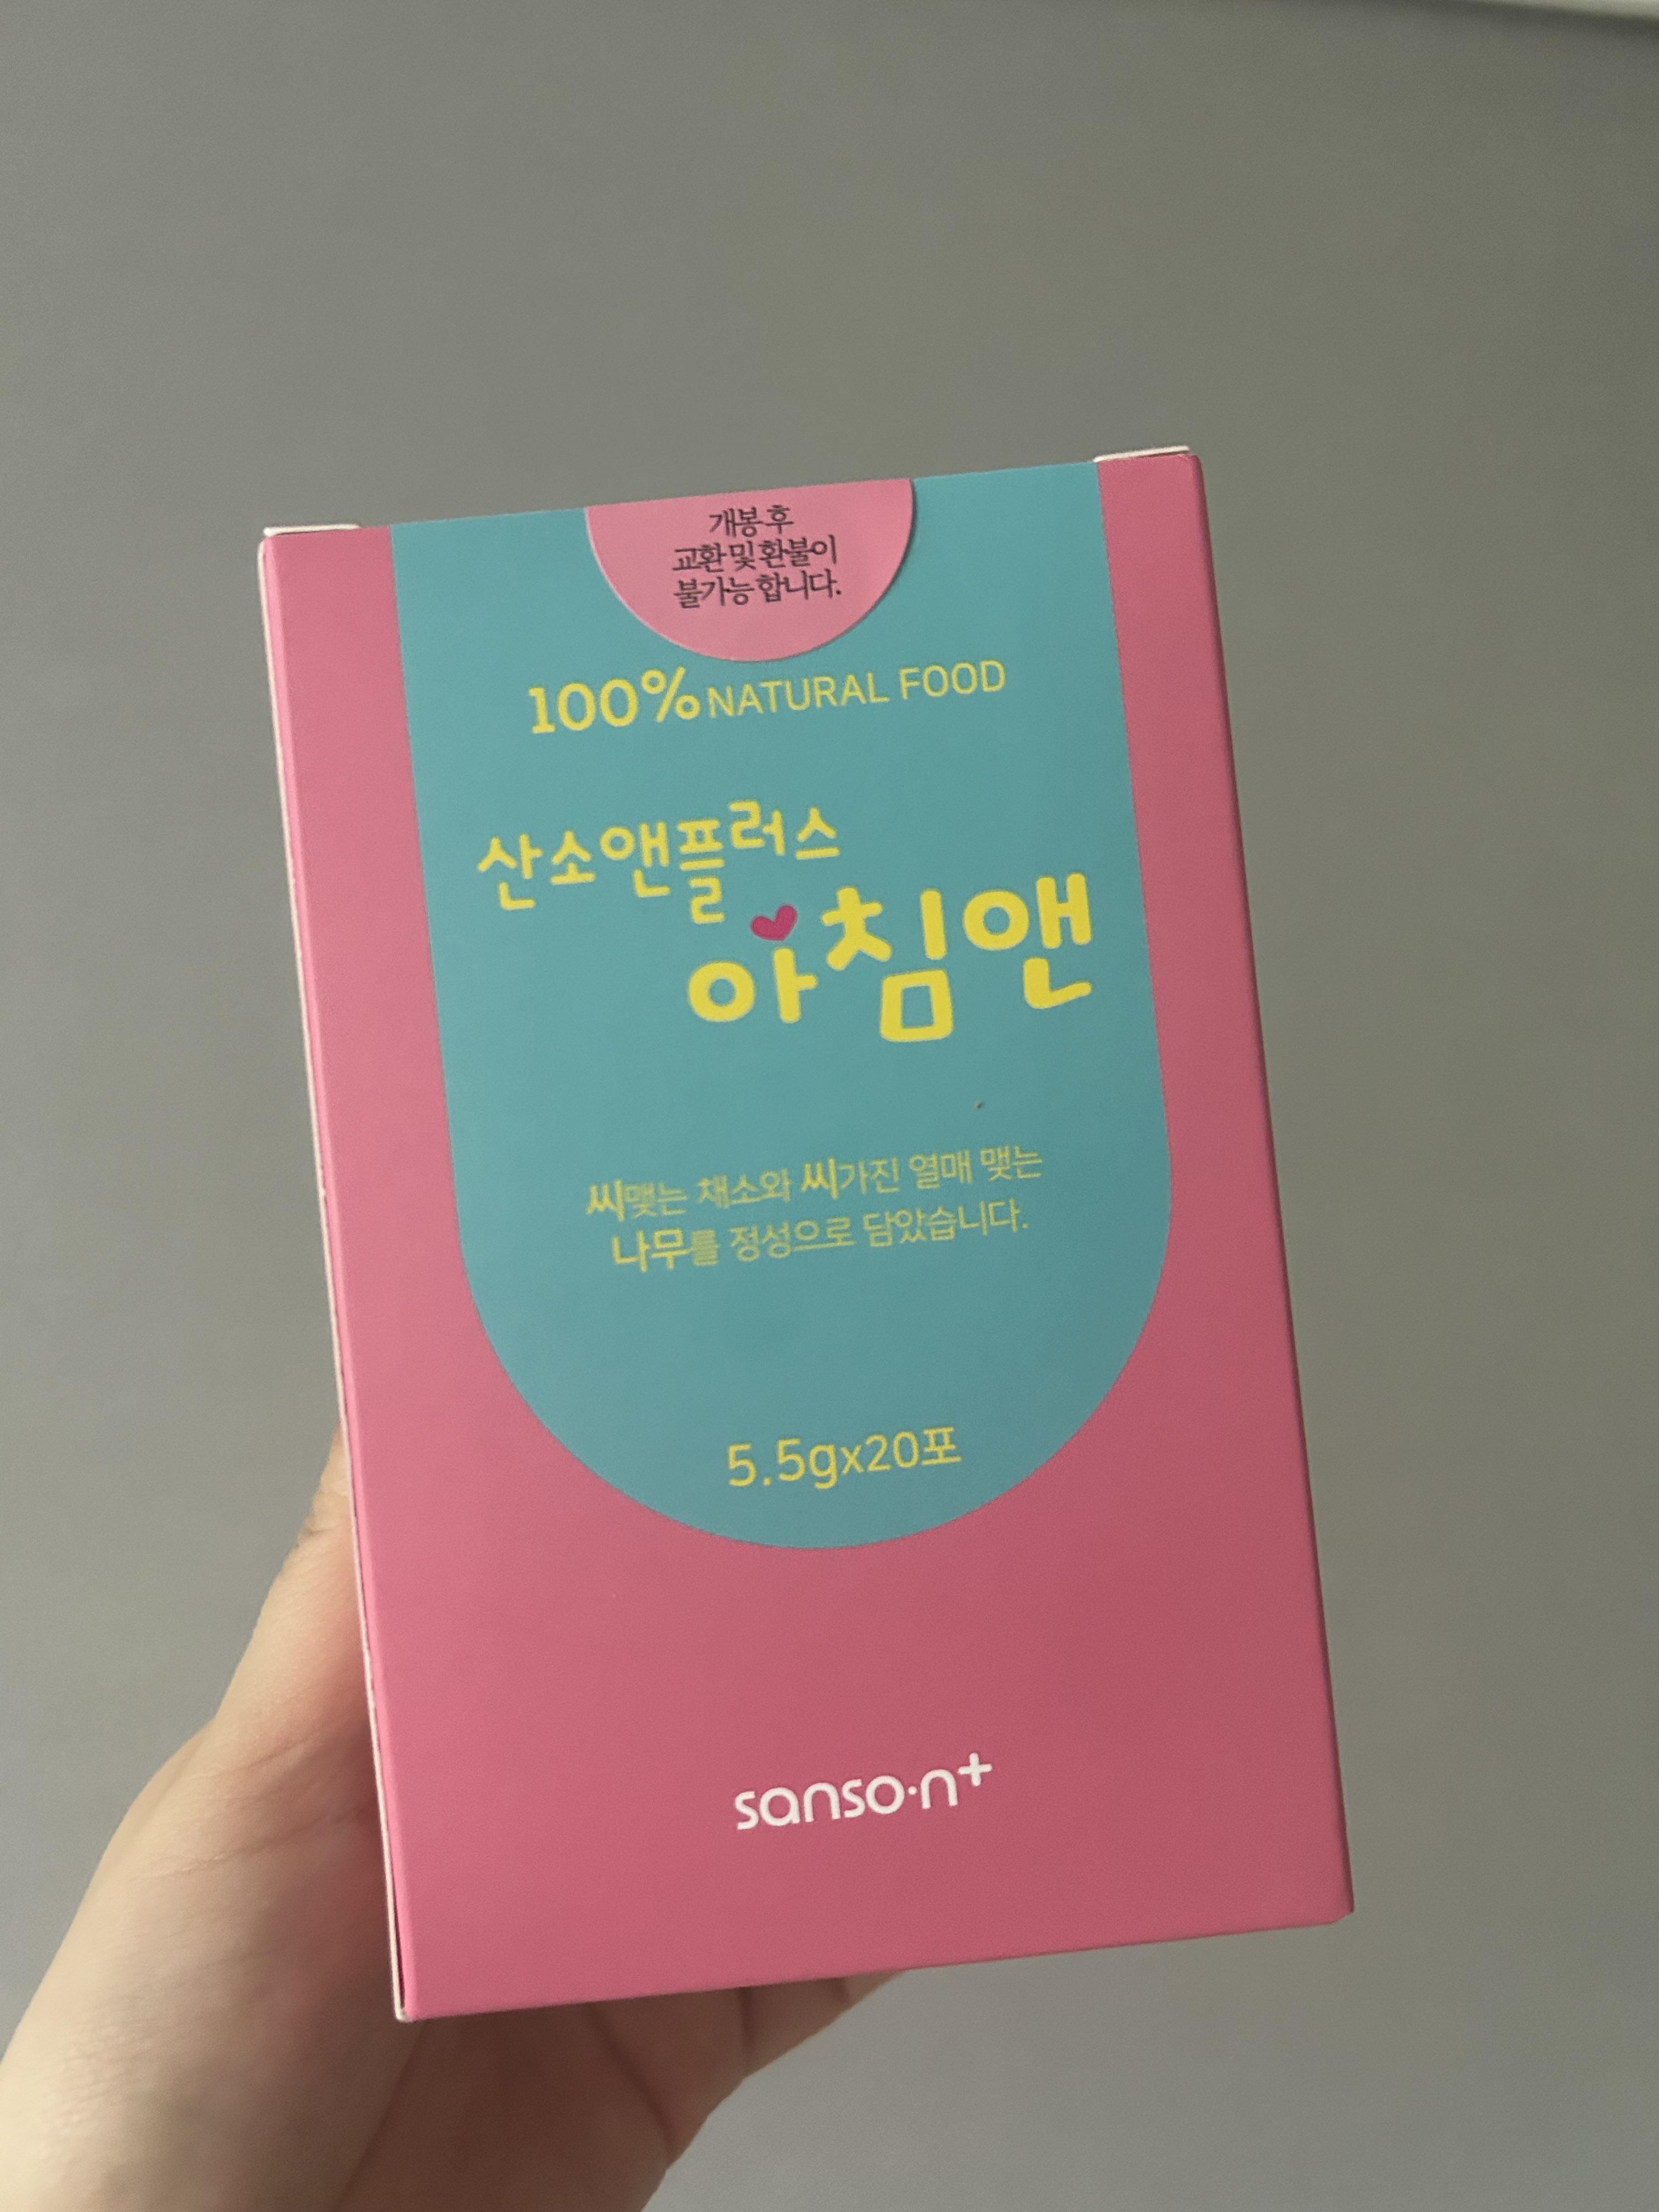 개봉 후
교환 및 환불이
불가능 합니다.
100% NATURAL FOOD
산소앤플러스
아침앤
씨맺는 채소와 씨가진 열매 맺는
나무를 정성으로 담았습니다.
5.5gx20포
sanso·n+